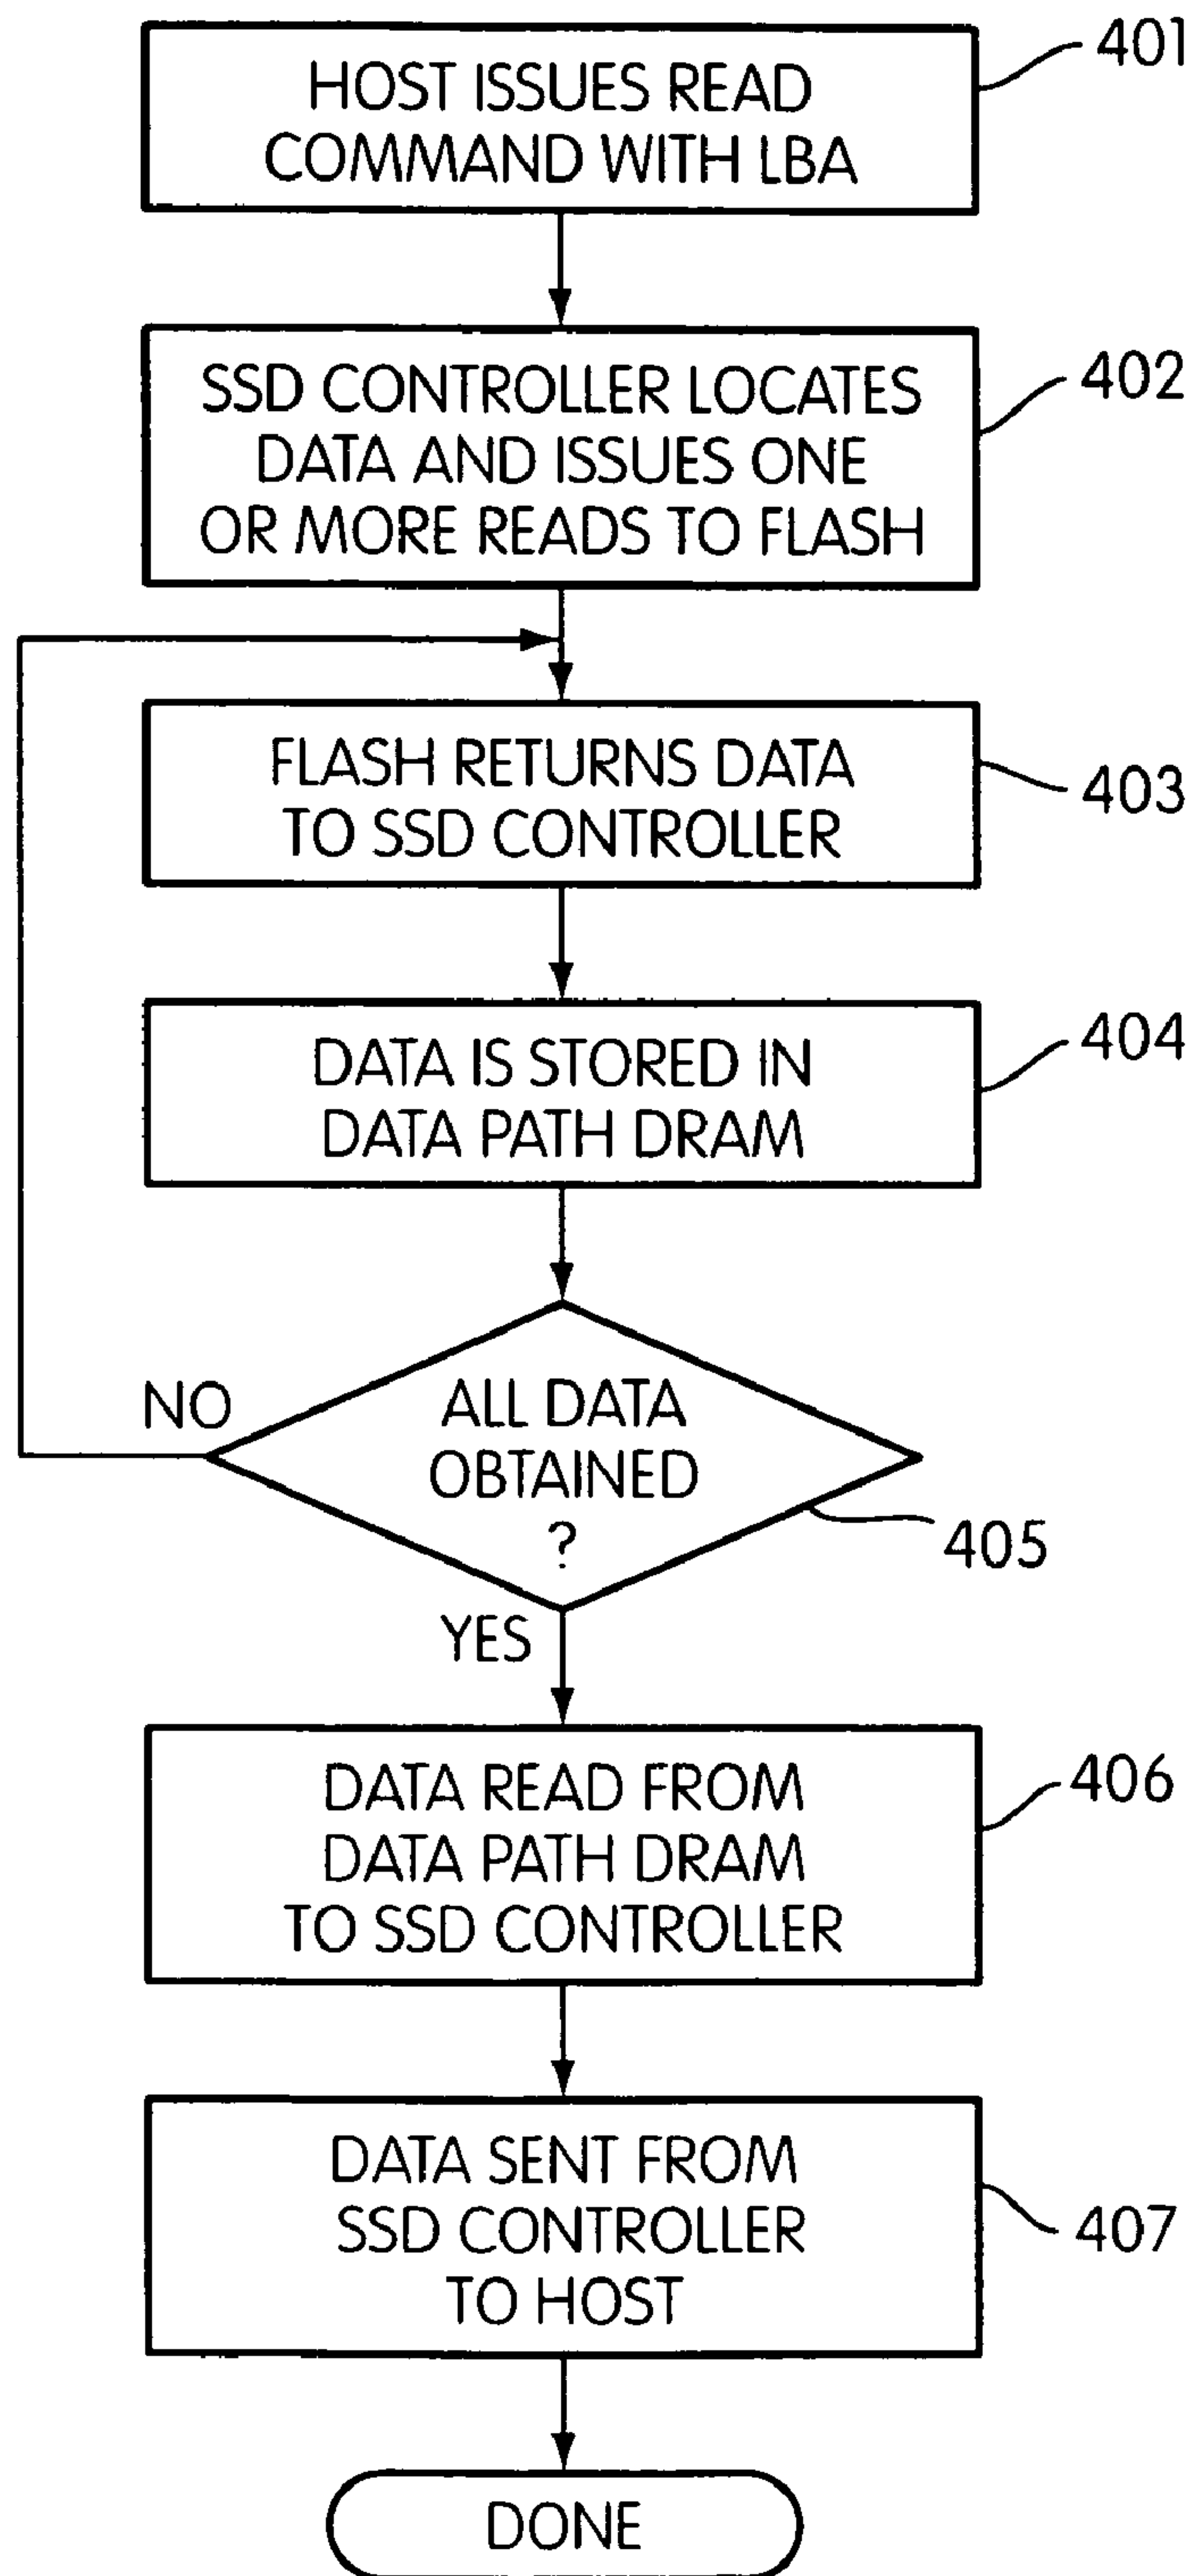 HOST ISSUES READ
COMMAND WITH LBA
401
SSD CONTROLLER LOCATES
DATA AND ISSUES ONE
OR MORE READS TO FLASH
402
FLASH RETURNS DATA
TO SSD CONTROLLER
403
DATA IS STORED IN
DATA PATH DRAM
404
NO
ALL DATA
OBTAINED
?
405
YES
DATA READ FROM
DATA PATH DRAM
TO SSD CONTROLLER
406
DATA SENT FROM
SSD CONTROLLER
TO HOST
407
DONE